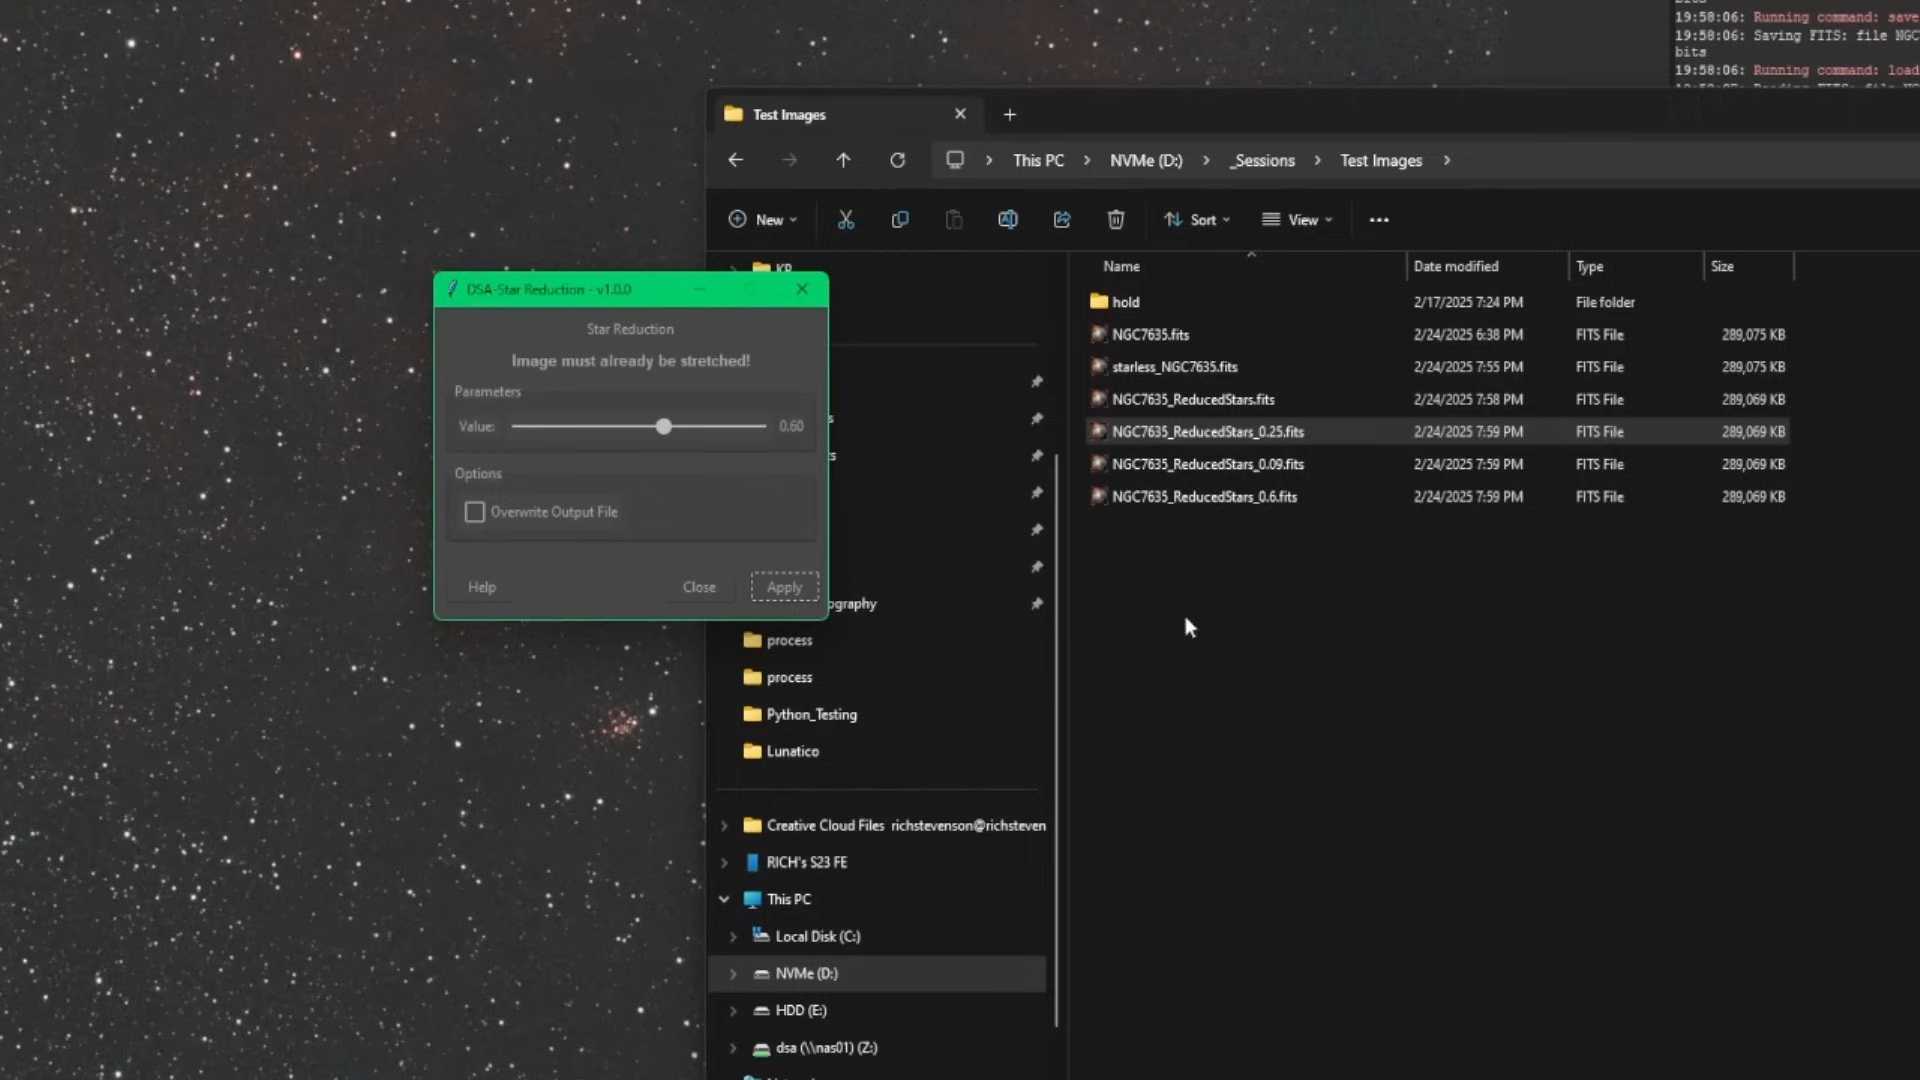 19:58:06: Running command: save
19:58:06: Saving FITS: file NGC
bits
19:58:06: Running command: load
Test Images
This PC
NVMe (D:)
_Sessions
Test Images
New
Sort
View
Name
Date modified
Type
Size
hold
2/17/2025 7:24 PM
File folder
NGC7635.fits
2/24/2025 6:38 PM
FITS File
289,075 KB
starless_NGC7635.fits
2/24/2025 7:55 PM
FITS File
289,075 KB
NGC7635_ReducedStars.fits
2/24/2025 7:58 PM
FITS File
289,069 KB
NGC7635_ReducedStars_0.25.fits
2/24/2025 7:59 PM
FITS File
289,069 KB
NGC7635_ReducedStars_0.09.fits
2/24/2025 7:59 PM
FITS File
289,069 KB
NGC7635_ReducedStars_0.6.fits
2/24/2025 7:59 PM
FITS File
289,069 KB
DSA-Star Reduction - v1.0.0
Star Reduction
Image must already be stretched!
Parameters
Value:
0.60
Options
Overwrite Output File
Help
Close
Apply
ography
process
process
Python_Testing
Lunatico
Creative Cloud Files richstevenson@richsteven
RICH's S23 FE
This PC
Local Disk (C:)
NVMe (D:)
HDD (E:)
dsa (\\nas01) (Z:)